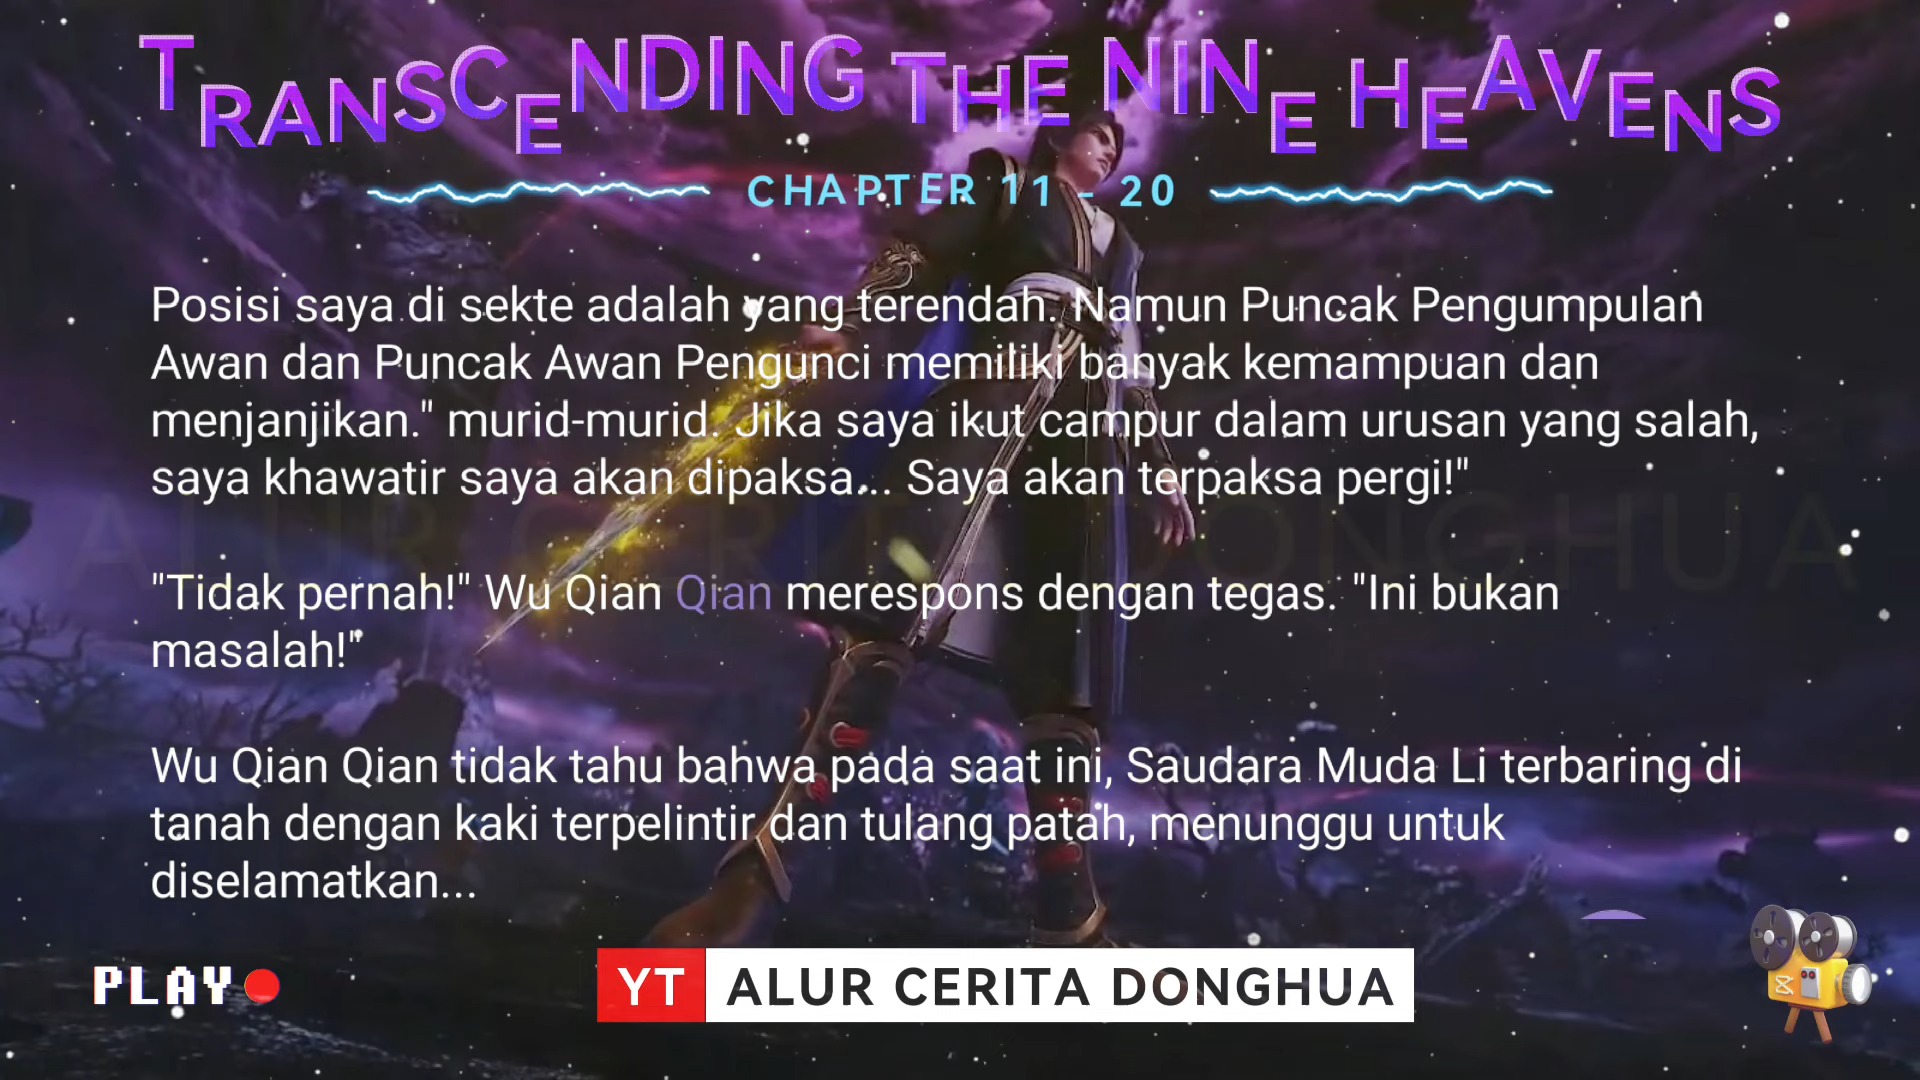 TRANSCENDING THE NINE HEAVENS
CHAPTER 11 - 20
Posisi saya di sekte adalah yang terendah. Namun Puncak Pengumpulan
Awan dan Puncak Awan Pengunci memiliki banyak kemampuan dan
menjanjikan." murid-murid. Jika saya ikut campur dalam urusan yang salah,
saya khawatir saya akan dipaksa... Saya akan terpaksa pergi!"
"Tidak pernah!" Wu Qian Qian merespons dengan tegas. "Ini bukan
masalah!"
Wu Qian Qian tidak tahu bahwa pada saat ini, Saudara Muda Li terbaring di
tanah dengan kaki terpelintir dan tulang patah, menunggu untuk
diselamatkan...
ALUR CERITA DONGHUA
PLAY
YT ALUR CERITA DONGHUA